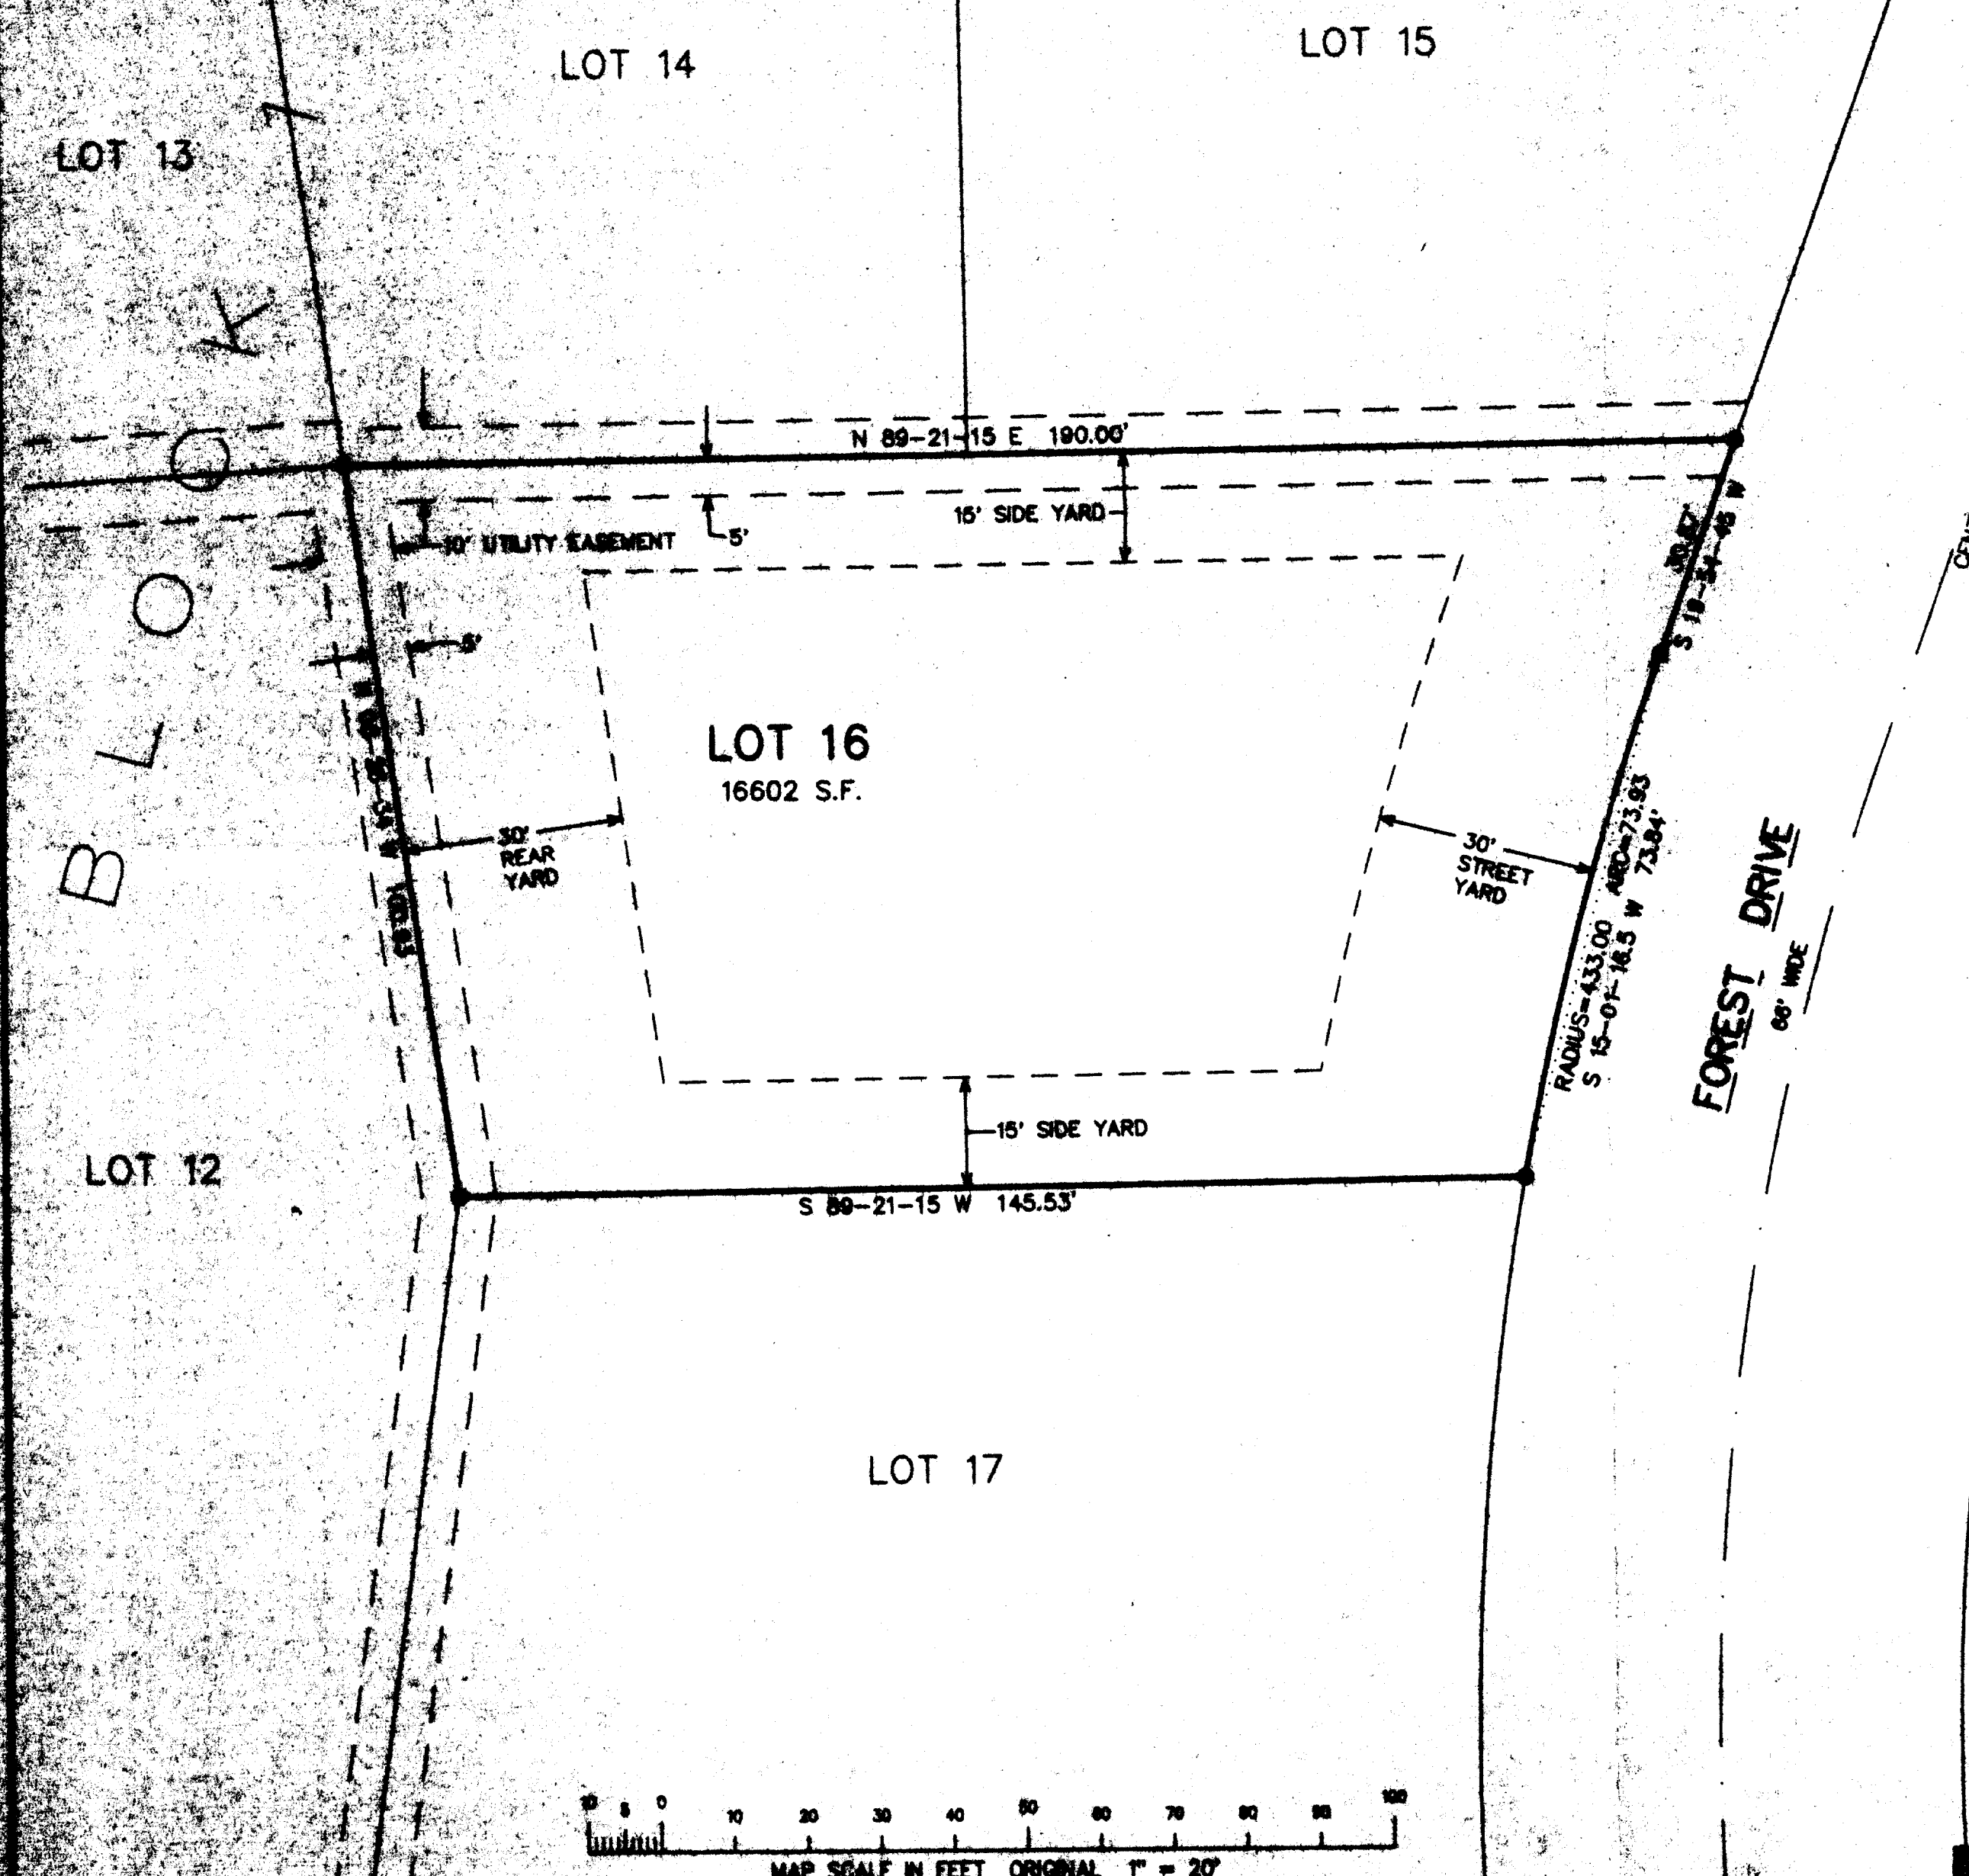 LOT 14
LOT 15
LOT 13
B L O C K 1
N 89-21-15 E 190.00'
15' SIDE YARD
10' UTILITY EASEMENT
5'
5'
S 19-54-45 W
LOT 16
16602 S.F.
30'
REAR
YARD
30'
STREET
YARD
RADIUS=433.00 ARC=73.93
S 15-01-16.5 W 73.84'
FOREST DRIVE
66' WIDE
15' SIDE YARD
LOT 12
S 89-21-15 W 145.53'
LOT 17
10 5 0 10 20 30 40 50 60 70 80 90 100
MAP SCALE IN FEET ORIGINAL 1" = 20'